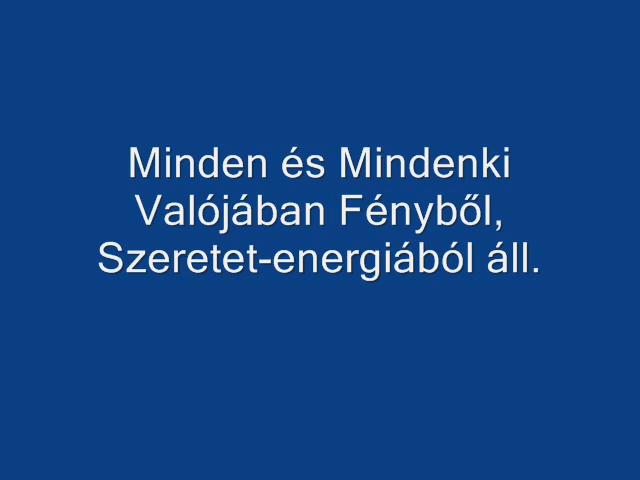 Minden és Mindenki
Valójában Fényből,
Szeretet-energiából áll.